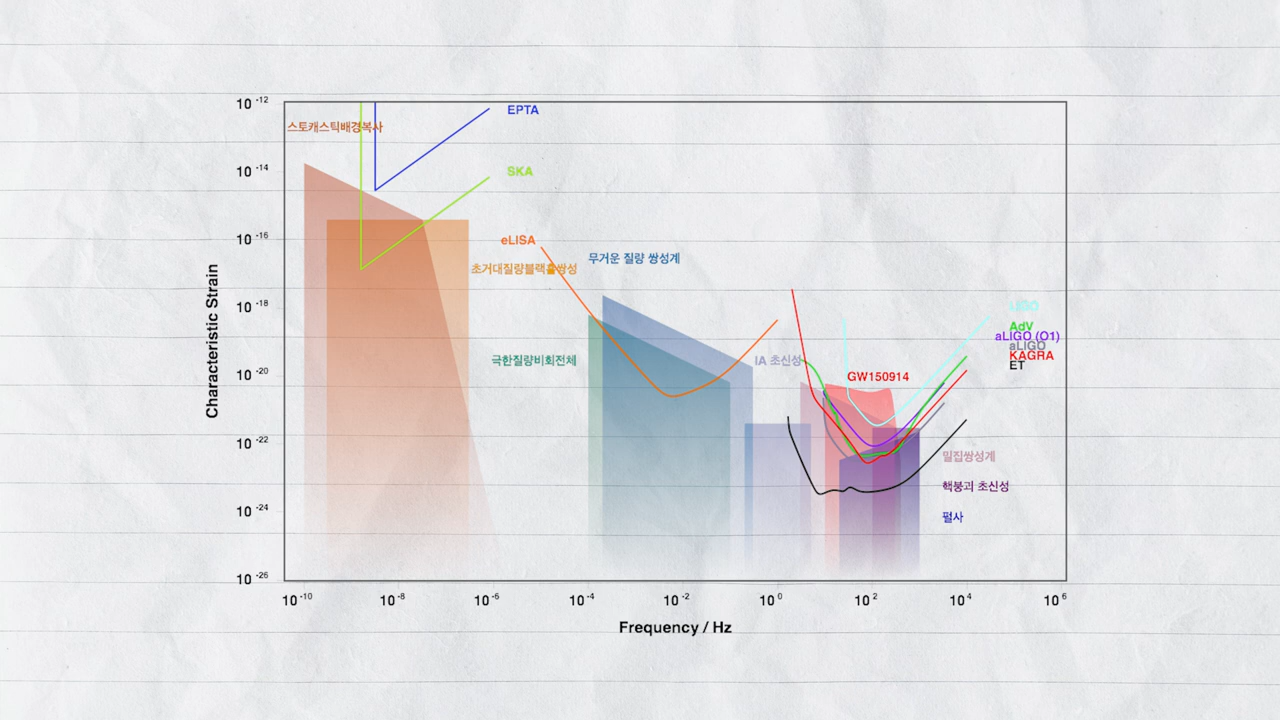 10 -12
10 -14
10 -16
10 -18
10 -20
10 -22
10 -24
10 -26
Characteristic Strain
10 -10
10 -8
10 -6
10 -4
10 -2
10 0
10 2
10 4
10 6
Frequency / Hz
스토캐스틱배경복사
EPTA
SKA
eLISA
초거대질량블랙홀쌍성
무거운 질량 쌍성계
극한질량비회전체
IA 초신성
GW150914
LIGO
AdV
aLIGO (O1)
aLIGO
KAGRA
ET
밀집쌍성계
핵붕괴 초신성
펄사